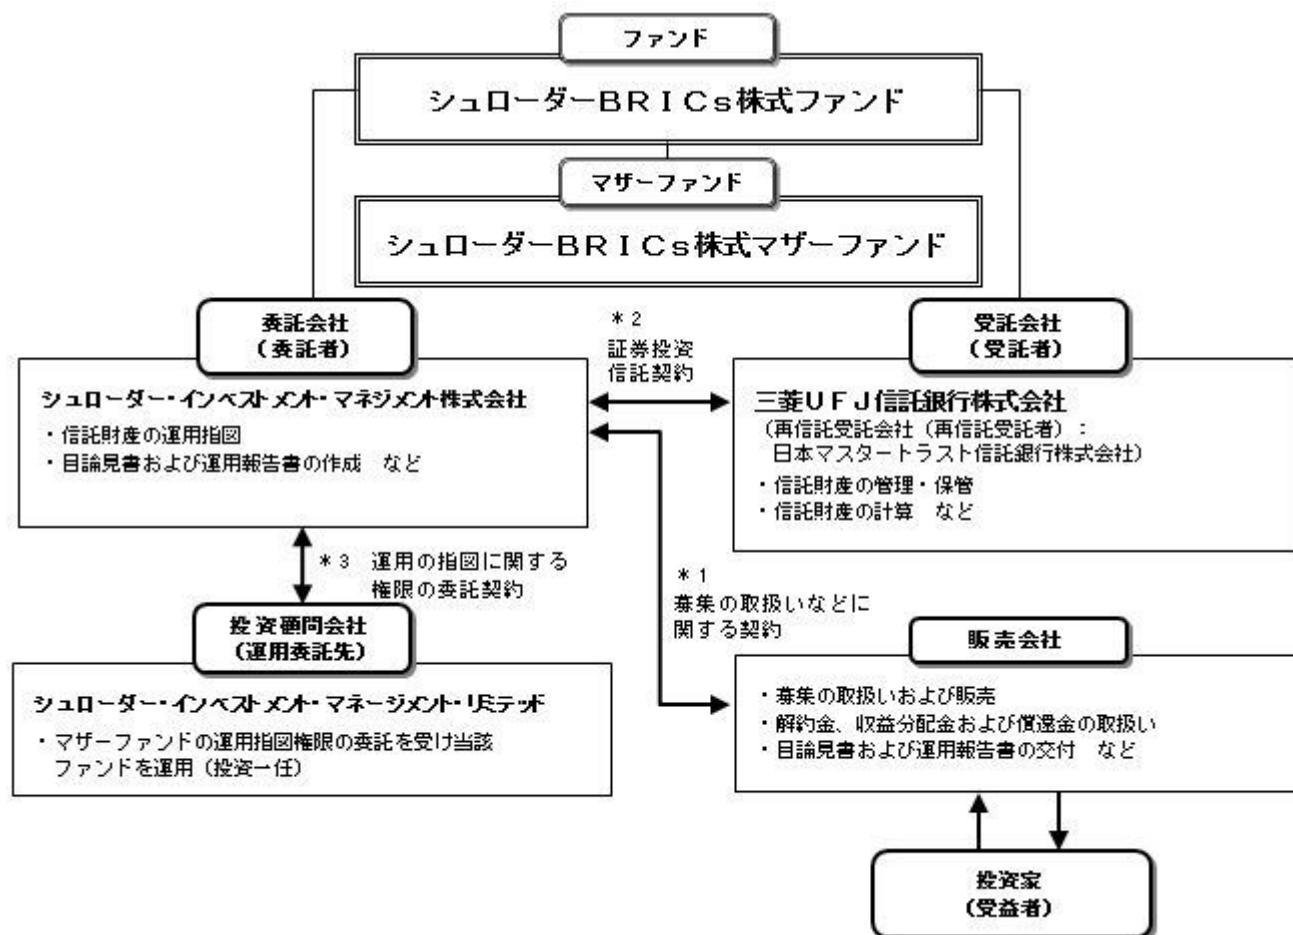 ファンド
シュローダーBRICs株式ファンド
マザーファンド
シュローダーBRICs株式マザーファンド
委託会社
(委託者)
シュローダー・インベストメント・マネジメント株式会社
・信託財産の運用指図
・目論見書および運用報告書の作成 など
*2
証券投資
信託契約
受託会社
(受託者)
三菱UFJ信託銀行株式会社
(再信託受託会社(再信託受託者):
日本マスタートラスト信託銀行株式会社)
・信託財産の管理・保管
・信託財産の計算 など
*3 運用の指図に関する
権限の委託契約
投資顧問会社
(運用委託先)
シュローダー・インベストメント・マネージメント・リミテッド
・マザーファンドの運用指図権限の委託を受け当該
ファンドを運用(投資一任)
*1
募集の取扱いなどに
関する契約
販売会社
・募集の取扱いおよび販売
・解約金、収益分配金および償還金の取扱い
・目論見書および運用報告書の交付 など
投資家
(受益者)